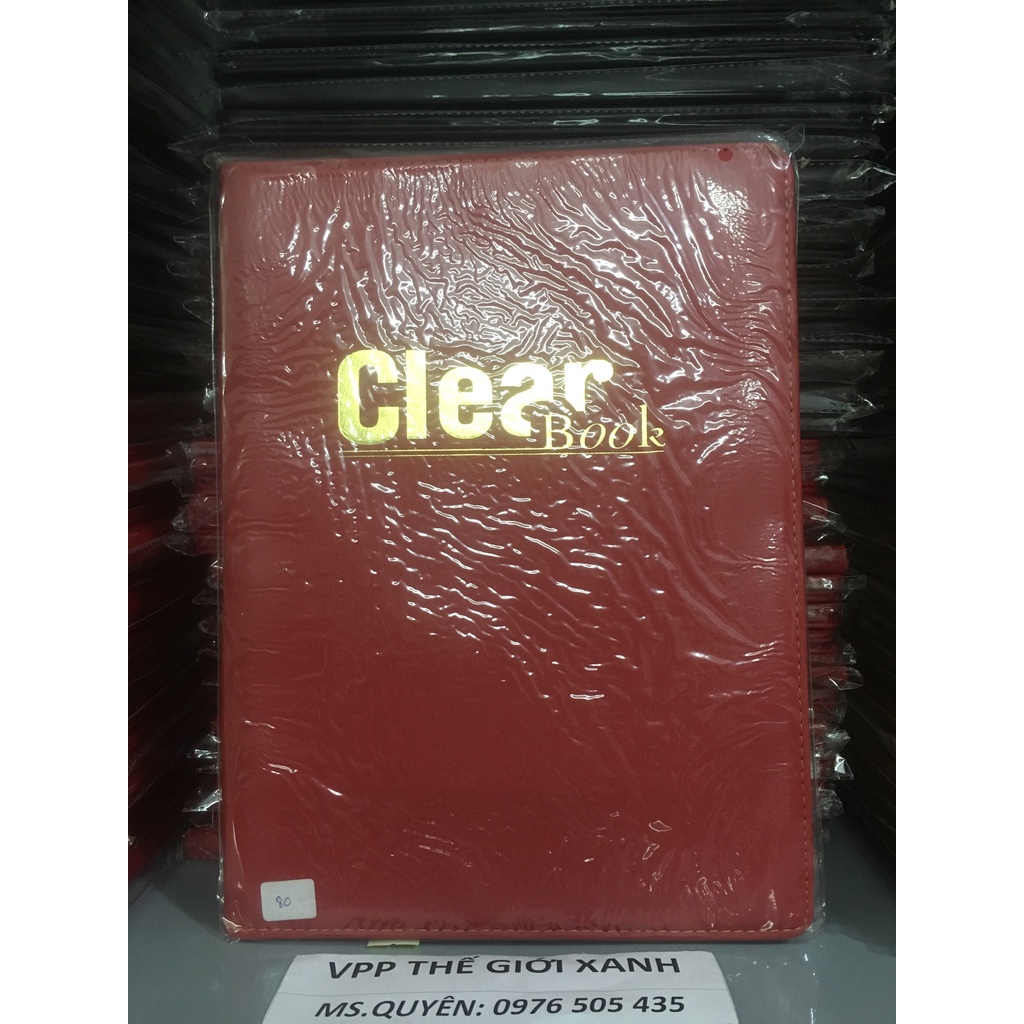 Clear
Book
80
VPP THẾ GIỚI XANH
MS.QUYÊN: 0976 505 435